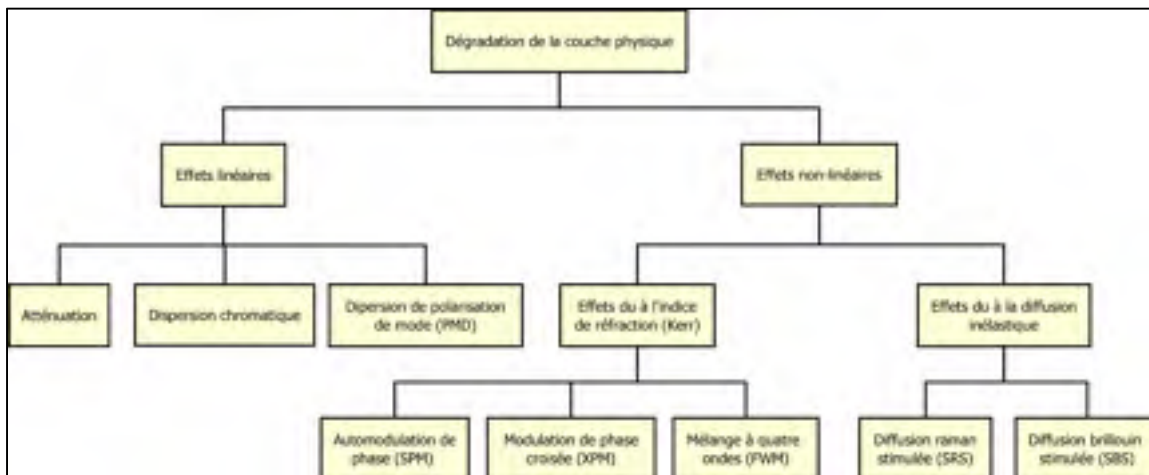 Dégradation de la couche physique
Effets linéaires
Effets non-linéaires
Atténuation
Dispersion chromatique
Dipersion de polarisation
de mode (PMD)
Effets du à l'indice
de réfraction (Kerr)
Effets du à la diffusion
inélastique
Automodulation de
phase (SPM)
Modulation de phase
croisée (XPM)
Mélange à quatre
ondes (FWM)
Diffusion raman
stimulée (SRS)
Diffusion brillouin
stimulée (SBS)